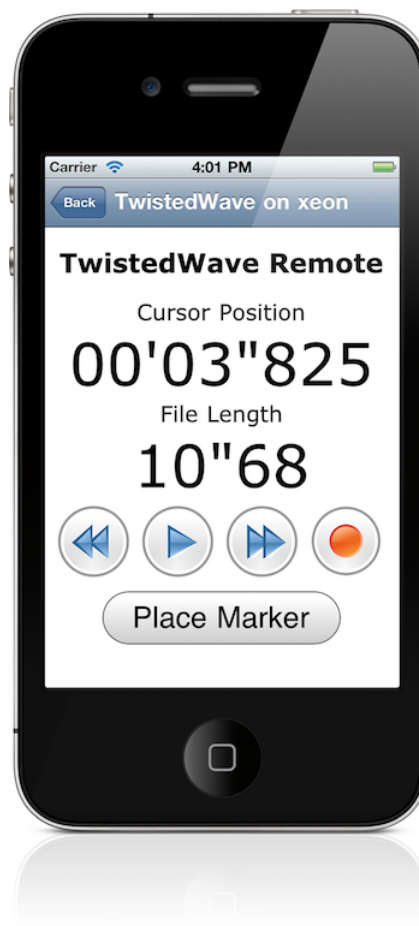 Carrier 4:01 PM
Back TwistedWave on xeon
TwistedWave Remote
Cursor Position
00'03"825
File Length
10"68
Place Marker